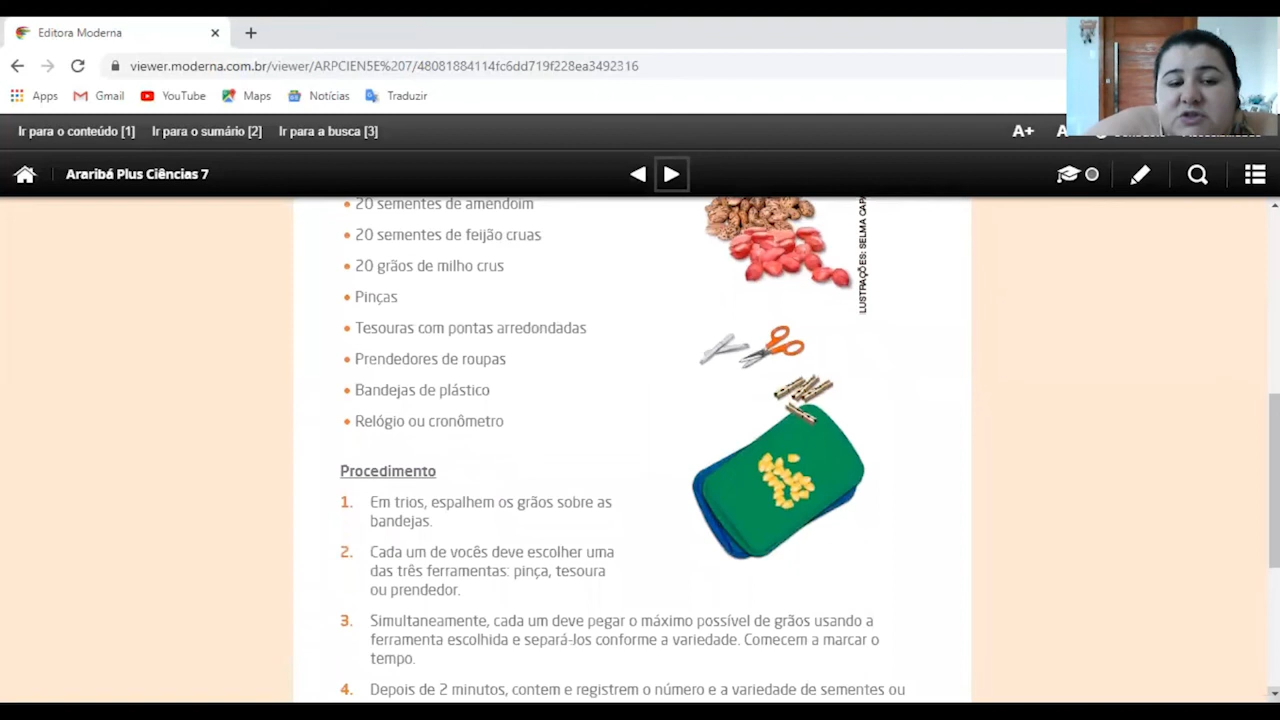 Editora Moderna
viewer.moderna.com.br/viewer/ARPCIEN5E%207/48081884114fc6dd719f228ea3492316
Apps Gmail YouTube Maps Notícias Traduzir
Ir para o conteúdo [1] Ir para o sumário [2] Ir para a busca [3] A+
Araribá Plus Ciências 7
• 20 sementes de amendoim
• 20 sementes de feijão cruas
• 20 grãos de milho crus
• Pinças
• Tesouras com pontas arredondadas
• Prendedores de roupas
• Bandejas de plástico
• Relógio ou cronômetro
LUSTRAÇÕES: SELMA CAPA
Procedimento
1. Em trios, espalhem os grãos sobre as
bandejas.
2. Cada um de vocês deve escolher uma
das três ferramentas: pinça, tesoura
ou prendedor.
3. Simultaneamente, cada um deve pegar o máximo possível de grãos usando a
ferramenta escolhida e separá-los conforme a variedade. Comecem a marcar o
tempo.
4. Depois de 2 minutos, contem e registrem o número e a variedade de sementes ou